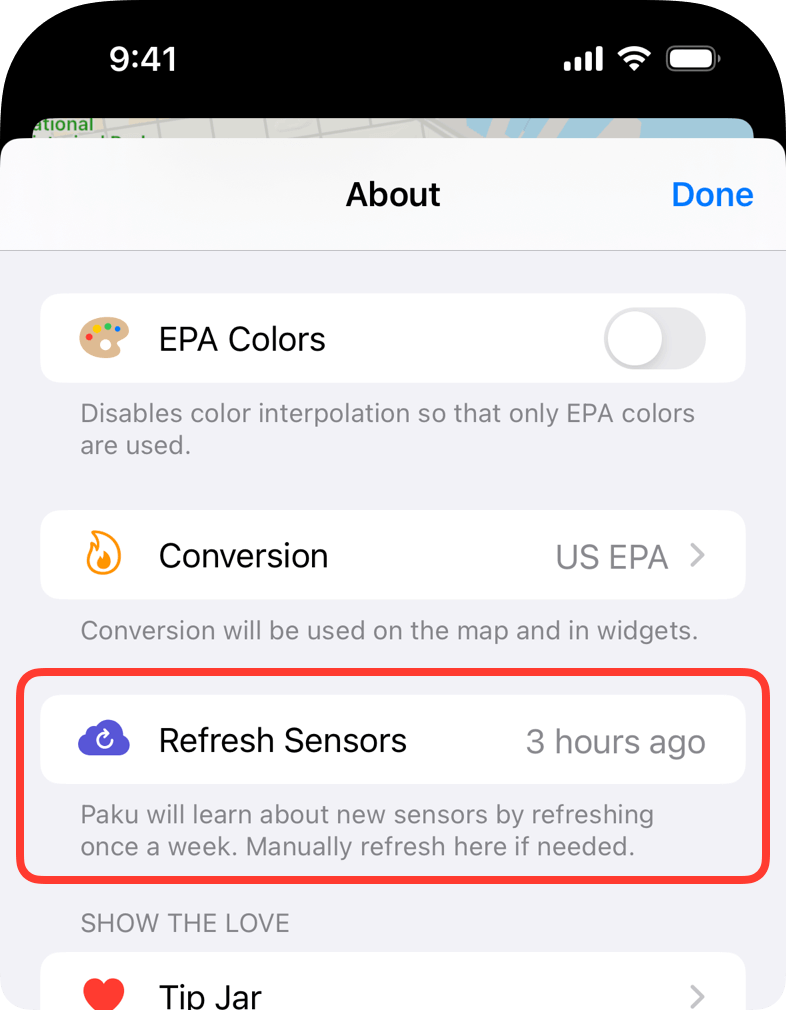 9:41
ational
About
Done
EPA Colors
Disables color interpolation so that only EPA colors
are used.
Conversion
US EPA
Conversion will be used on the map and in widgets.
Refresh Sensors
3 hours ago
Paku will learn about new sensors by refreshing
once a week. Manually refresh here if needed.
SHOW THE LOVE
Tip Jar